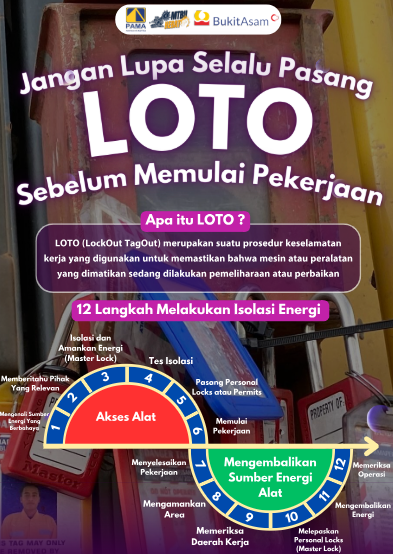 PAMA
BukitAsam
Jangan Lupa Selalu Pasang
LOTO
Sebelum Memulai Pekerjaan
Apa itu LOTO ?
LOTO (LockOut TagOut) merupakan suatu prosedur keselamatan
kerja yang digunakan untuk memastikan bahwa mesin atau peralatan
yang dimatikan sedang dilakukan pemeliharaan atau perbaikan
12 Langkah Melakukan Isolasi Energi
Mengenali Sumber
Energi Yang
Berbahaya
Memberitahu Pihak
Yang Relevan
Isolasi dan
Amankan Energi
(Master Lock)
Tes Isolasi
Pasang Personal
Locks atau Permits
Memulai
Pekerjaan
1
2
3
4
5
6
Akses Alat
Menyelesaikan
Pekerjaan
Mengamankan
Area
Memeriksa
Daerah Kerja
Melepaskan
Personal Locks
(Master Lock)
Mengembalikan
Energi
Memeriksa
Operasi
7
8
9
10
11
12
Mengembalikan
Sumber Energi
Alat
PROPERTY OF
Master